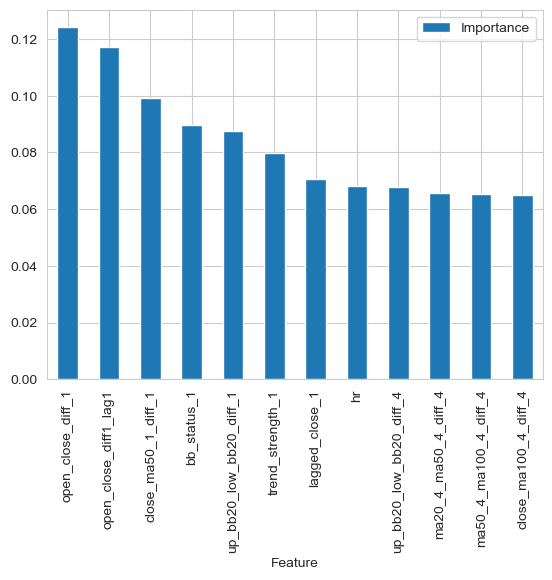 Importance
0.12
0.10
0.08
0.06
0.04
0.02
0.00
open_close_diff_1
open_close_diff1_lag1
close_ma50_1_diff_1
bb_status_1
up_bb20_low_bb20_diff_1
trend_strength_1
lagged_close_1
hr
up_bb20_low_bb20_diff_4
ma20_4_ma50_4_diff_4
ma50_4_ma100_4_diff_4
close_ma100_4_diff_4
Feature